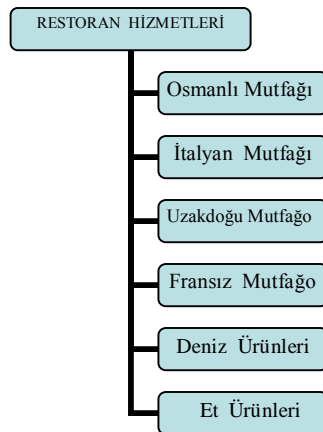 RESTORAN HİZMETLERİ
Osmanlı Mutfağı
İtalyan Mutfağı
Uzakdoğu Mutfağo
Fransız Mutfağo
Deniz Ürünleri
Et Ürünleri